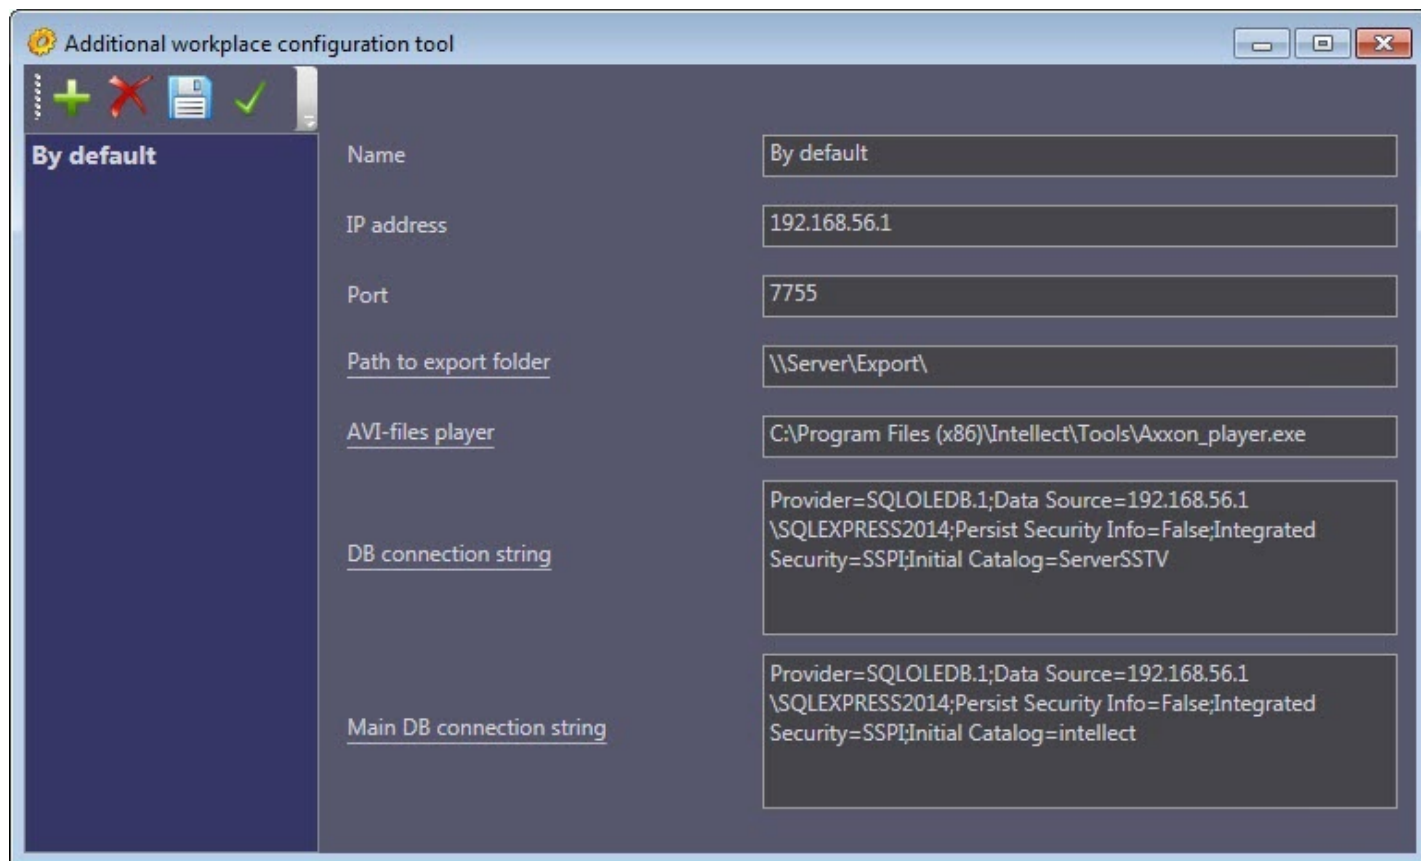 Additional workplace configuration tool
By default
Name
By default
IP address
192.168.56.1
Port
7755
Path to export folder
\\Server\Export\
AVI-files player
C:\Program Files (x86)\Intellect\Tools\Axxon_player.exe
DB connection string
Provider=SQLOLEDB.1;Data Source=192.168.56.1
\SQLEXPRESS2014;Persist Security Info=False;Integrated
Security=SSPI;Initial Catalog=ServerSSTV
Main DB connection string
Provider=SQLOLEDB.1;Data Source=192.168.56.1
\SQLEXPRESS2014;Persist Security Info=False;Integrated
Security=SSPI;Initial Catalog=intellect